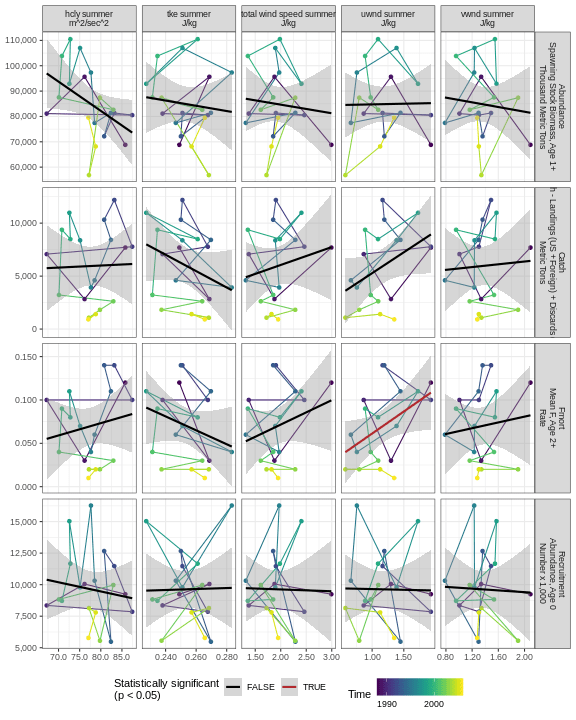 hdly summer
m^2/sec^2
tke summer
J/kg
total wind speed summer
J/kg
uwnd summer
J/kg
vwnd summer
J/kg
110,000
100,000
90,000
80,000
70,000
60,000
Abundance
Spawning Stock Biomass, Age 1+
Thousand Metric Tons
10,000
5,000
0
Catch
h - Landings (US +Foreign) + Discards
Metric Tons
0.150
0.100
0.050
0.000
Fmort
Mean F, Age 2+
Rate
15,000
12,500
10,000
7,500
5,000
Recruitment
Abundance, Age 0
Number x 1,000
70.0 75.0 80.0 85.0
0.240 0.260 0.280
1.50 2.00 2.50 3.00
1.00 1.50
0.80 1.20 1.60 2.00
Statistically significant
(p < 0.05)
FALSE
TRUE
Time
1990 2000